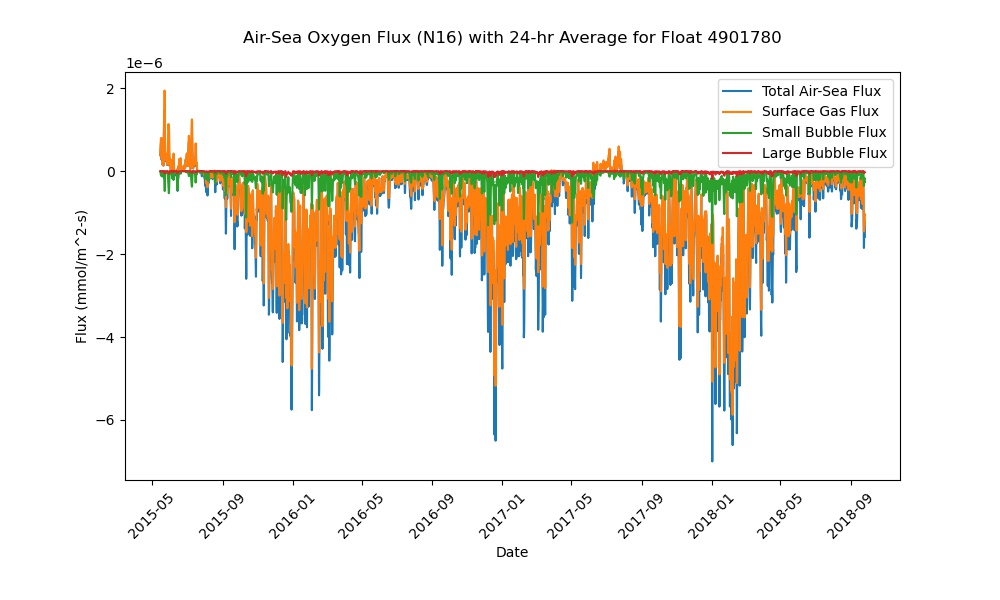 Air-Sea Oxygen Flux (N16) with 24-hr Average for Float 4901780
1e−6
Total Air-Sea Flux
Surface Gas Flux
Small Bubble Flux
Large Bubble Flux
2
0
−2
−4
−6
Flux (mmol/m^2-s)
2015-05
2015-09
2016-01
2016-05
2016-09
2017-01
2017-05
2017-09
2018-01
2018-05
2018-09
Date